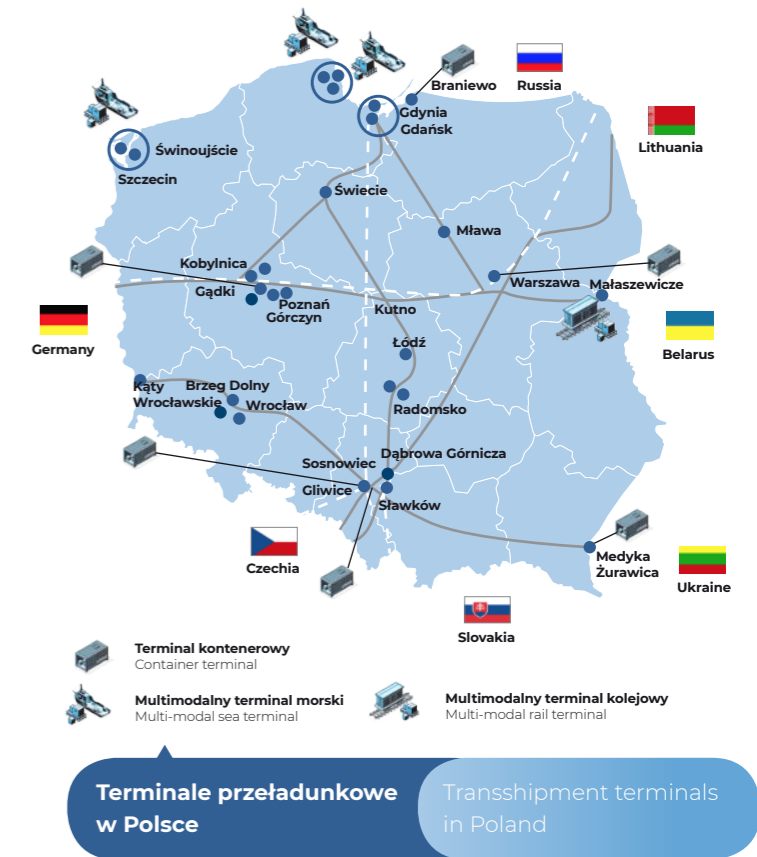 Braniewo
Russia
Gdynia
Gdańsk
Lithuania
Świnoujście
Szczecin
Świecie
Mława
Kobylnica
Gądki
Poznań
Górczyn
Warszawa
Małaszewicze
Kutno
Germany
Belarus
Łódź
Kąty
Wrocławskie
Brzeg Dolny
Wrocław
Radomsko
Dąbrowa Górnicza
Sosnowiec
Gliwice
Sławków
Czechia
Medyka
Żurawica
Ukraine
Slovakia
Terminal kontenerowy
Container terminal
Multimodalny terminal morski
Multi-modal sea terminal
Multimodalny terminal kolejowy
Multi-modal rail terminal
Terminale przeładunkowe
w Polsce
Transshipment terminals
in Poland